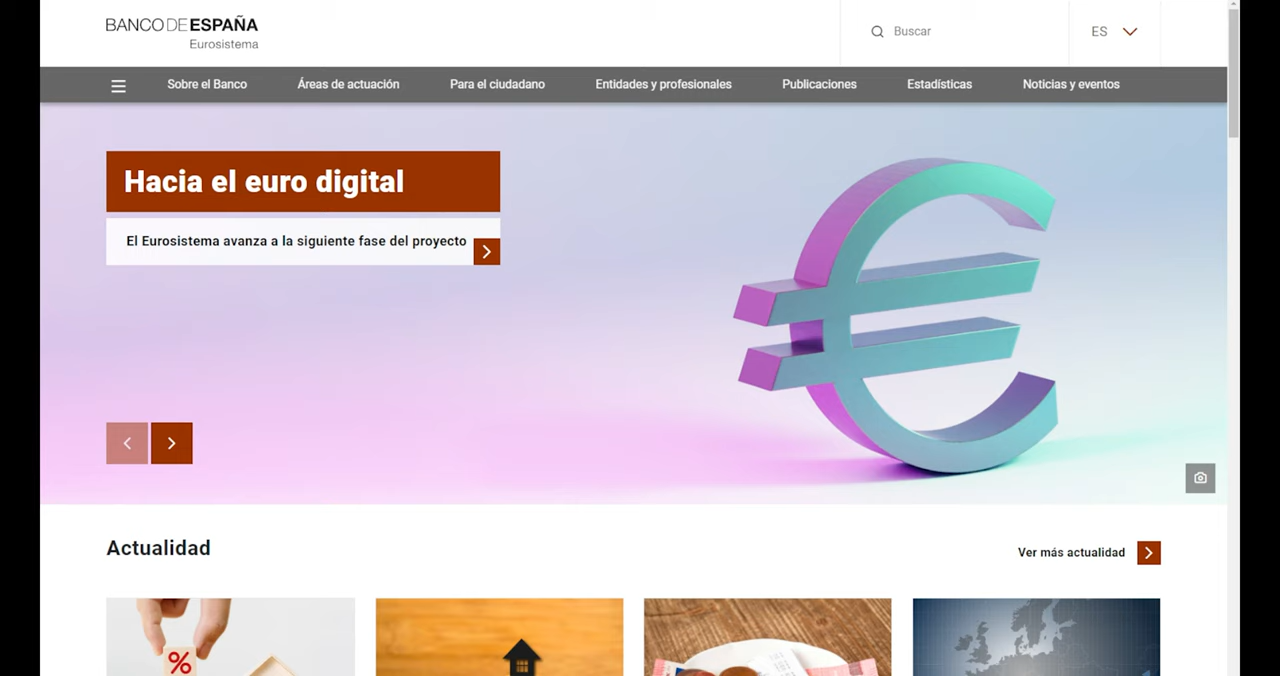 BANCO DE ESPAÑA
Eurosistema
Buscar
ES
Sobre el Banco
Áreas de actuación
Para el ciudadano
Entidades y profesionales
Publicaciones
Estadísticas
Noticias y eventos
Hacia el euro digital
El Eurosistema avanza a la siguiente fase del proyecto
€
Actualidad
Ver más actualidad
%